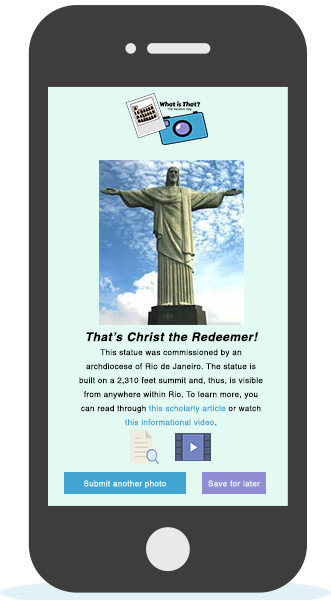 What is That?
The Vacation App
That's Christ the Redeemer!
This statue was commissioned by an
archdiocese of Rio de Janeiro. The statue is
built on a 2,310 feet summit and, thus, is visible
from anywhere within Rio. To learn more, you
can read through this scholarly article or watch
this informational video.
Submit another photo
Save for later